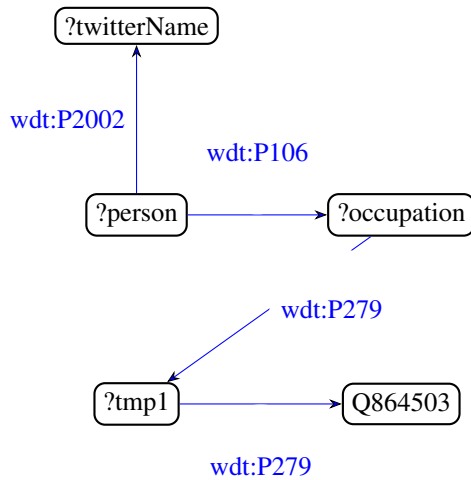 ?twitterName
wdt:P2002
wdt:P106
?person
?occupation
wdt:P279
?tmp1
Q864503
wdt:P279